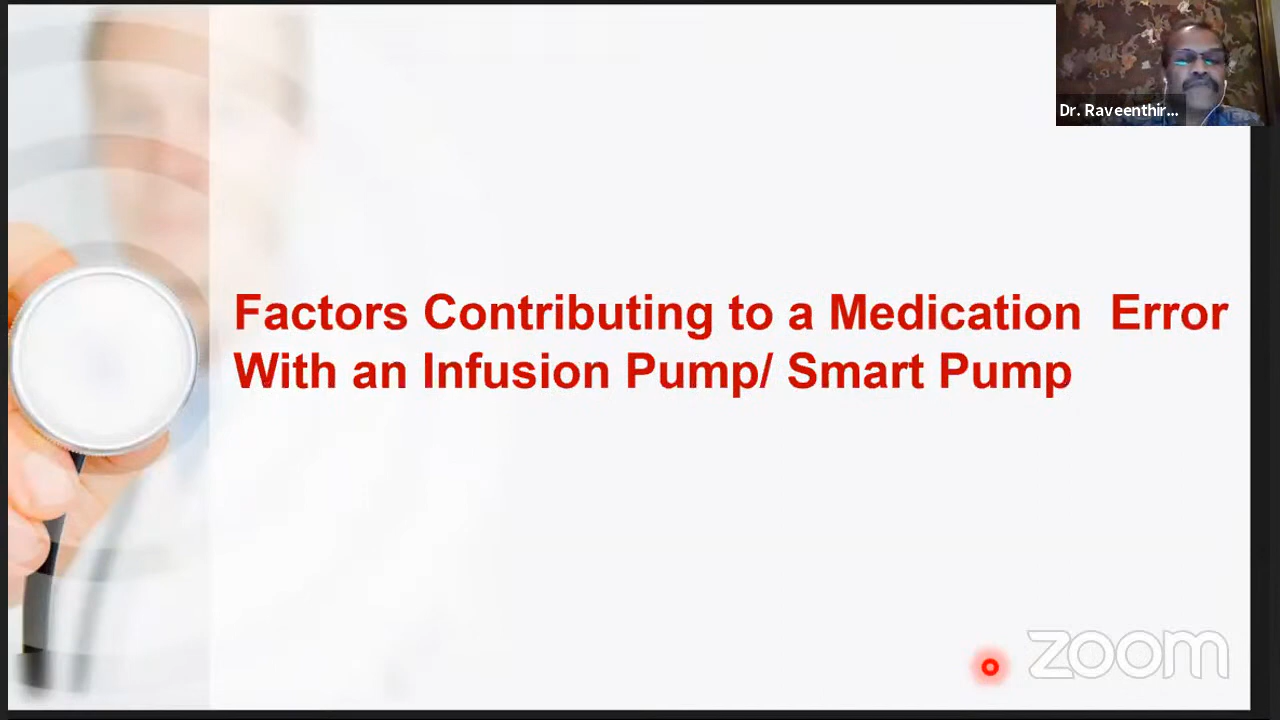 Dr. Raveenthir...
Factors Contributing to a Medication Error
With an Infusion Pump/ Smart Pump
zoom